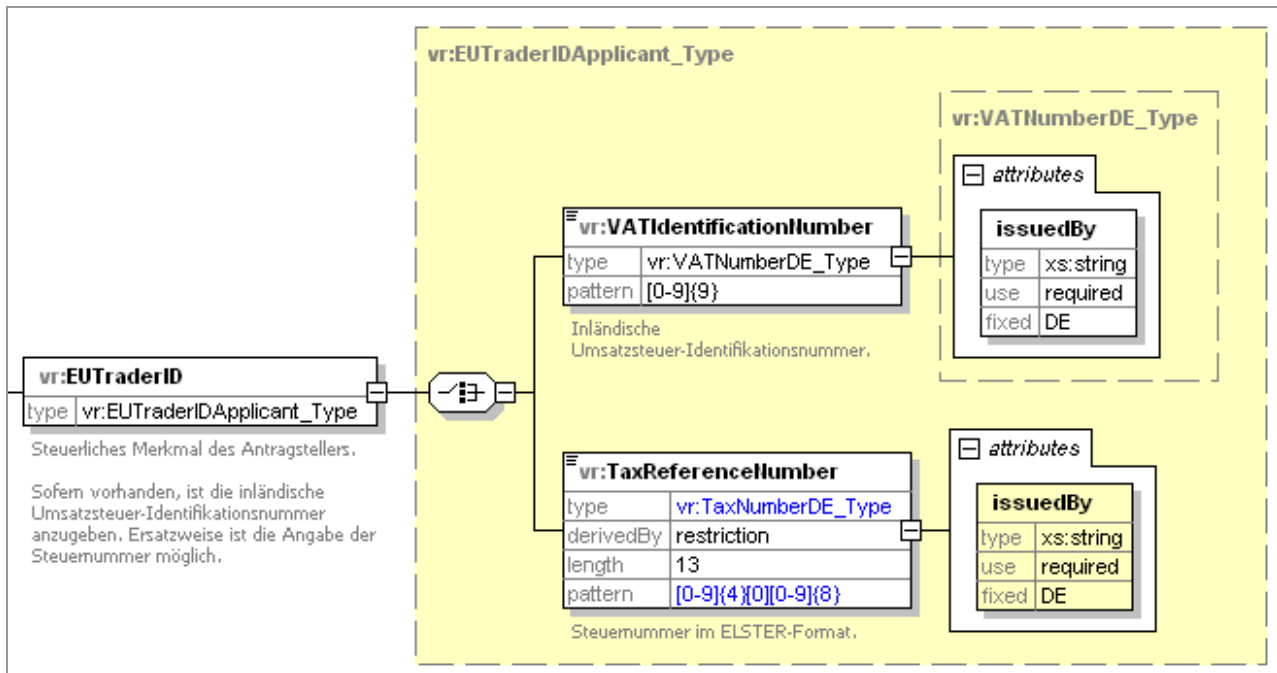 vr:EUTraderIDApplicant_Type
vr:VATNumberDE_Type
attributes
issuedBy
type xs:string
use required
fixed DE
vr:VATIdentificationNumber
type vr:VATNumberDE_Type
pattern [0-9]{9}
Inländische
Umsatzsteuer-Identifikationsnummer.
vr:EUTraderID
type vr:EUTraderIDApplicant_Type
Steuerliches Merkmal des Antragstellers.
Sofern vorhanden, ist die inländische
Umsatzsteuer-Identifikationsnummer
anzugeben. Ersatzweise ist die Angabe der
Steuernummer möglich.
vr:TaxReferenceNumber
type vr:TaxNumberDE_Type
derivedBy restriction
length 13
pattern [0-9]{4}[0][0-9]{8}
Steuernummer im ELSTER-Format.
attributes
issuedBy
type xs:string
use required
fixed DE